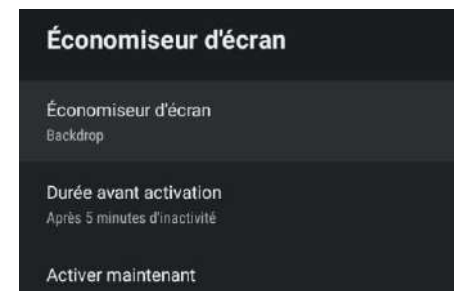 Économiseur d'écran
Économiseur d'écran
Backdrop
Durée avant activation
Après 5 minutes d'inactivité
Activer maintenant